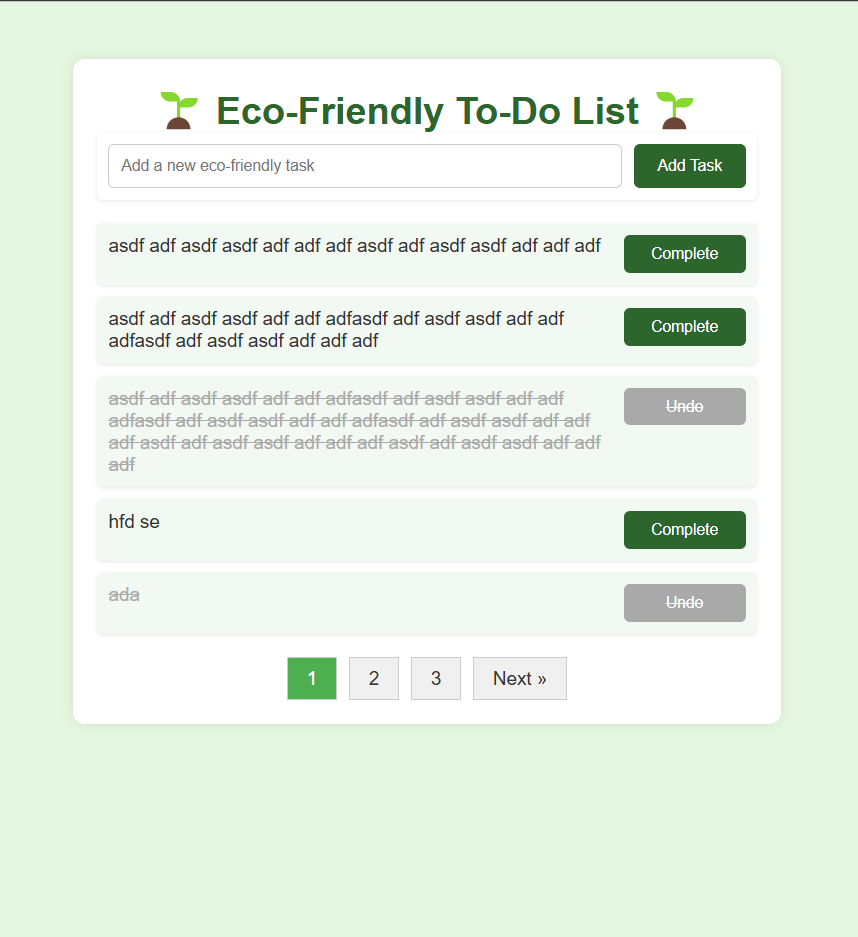 🌱 Eco-Friendly To-Do List 🌱
Add a new eco-friendly task
Add Task
asdf adf asdf asdf adf adf adf asdf adf asdf asdf adf adf adf
Complete
asdf adf asdf asdf adf adf adfasdf adf asdf asdf adf adf
adfasdf adf asdf asdf adf adf adf
Complete
asdf adf asdf asdf adf adf adfasdf adf asdf asdf adf adf
adfasdf adf asdf asdf adf adf adfasdf adf asdf asdf adf adf
adf asdf adf asdf asdf adf adf adf asdf adf asdf asdf adf adf
adf
Undo
hfd se
Complete
ada
Undo
1
2
3
Next »